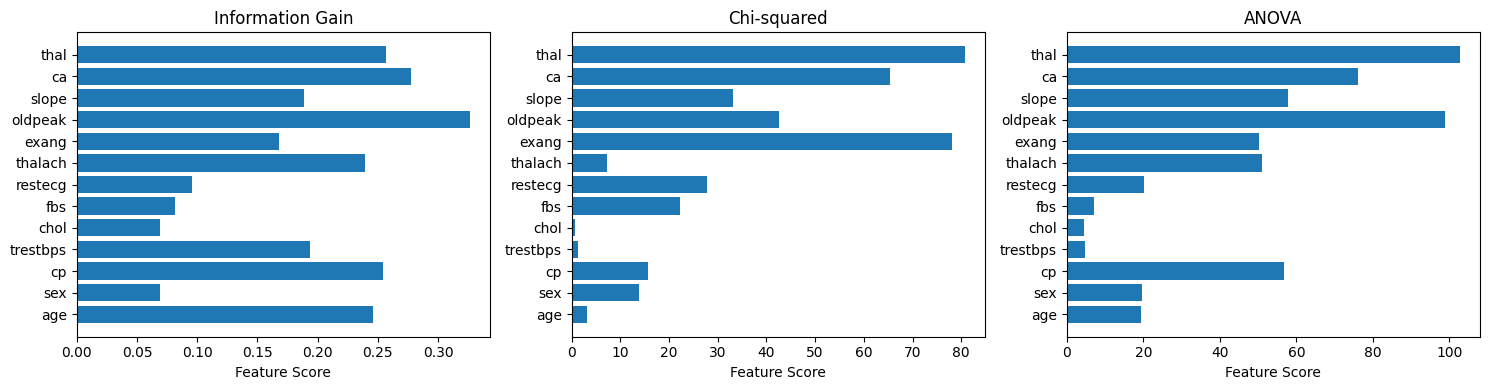 Information Gain
thal
ca
slope
oldpeak
exang
thalach
restecg
fbs
chol
trestbps
cp
sex
age
0.00 0.05 0.10 0.15 0.20 0.25 0.30
Feature Score
Chi-squared
thal
ca
slope
oldpeak
exang
thalach
restecg
fbs
chol
trestbps
cp
sex
age
0 10 20 30 40 50 60 70 80
Feature Score
ANOVA
thal
ca
slope
oldpeak
exang
thalach
restecg
fbs
chol
trestbps
cp
sex
age
0 20 40 60 80 100
Feature Score